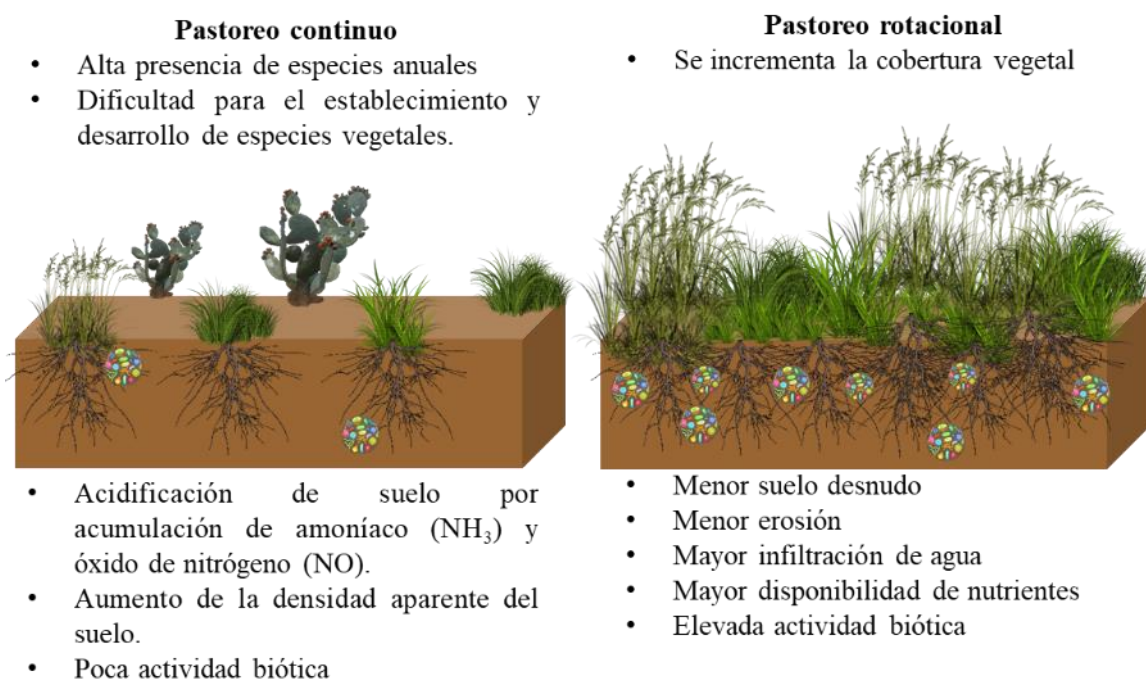 Pastoreo continuo
• Alta presencia de especies anuales
• Dificultad para el establecimiento y
desarrollo de especies vegetales.
• Acidificación de suelo por
acumulación de amoníaco (NH₃) y
óxido de nitrógeno (NO).
• Aumento de la densidad aparente del
suelo.
• Poca actividad biótica
Pastoreo rotacional
• Se incrementa la cobertura vegetal
• Menor suelo desnudo
• Menor erosión
• Mayor infiltración de agua
• Mayor disponibilidad de nutrientes
• Elevada actividad biótica